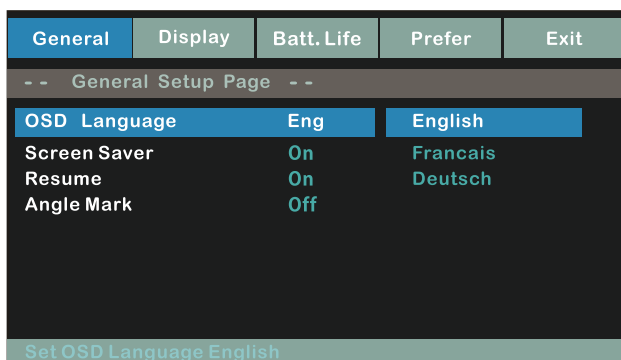 General Display Batt. Life Prefer Exit
-- General Setup Page --
OSD Language Eng English
Screen Saver On Francais
Resume On Deutsch
Angle Mark Off
Set OSD Language English